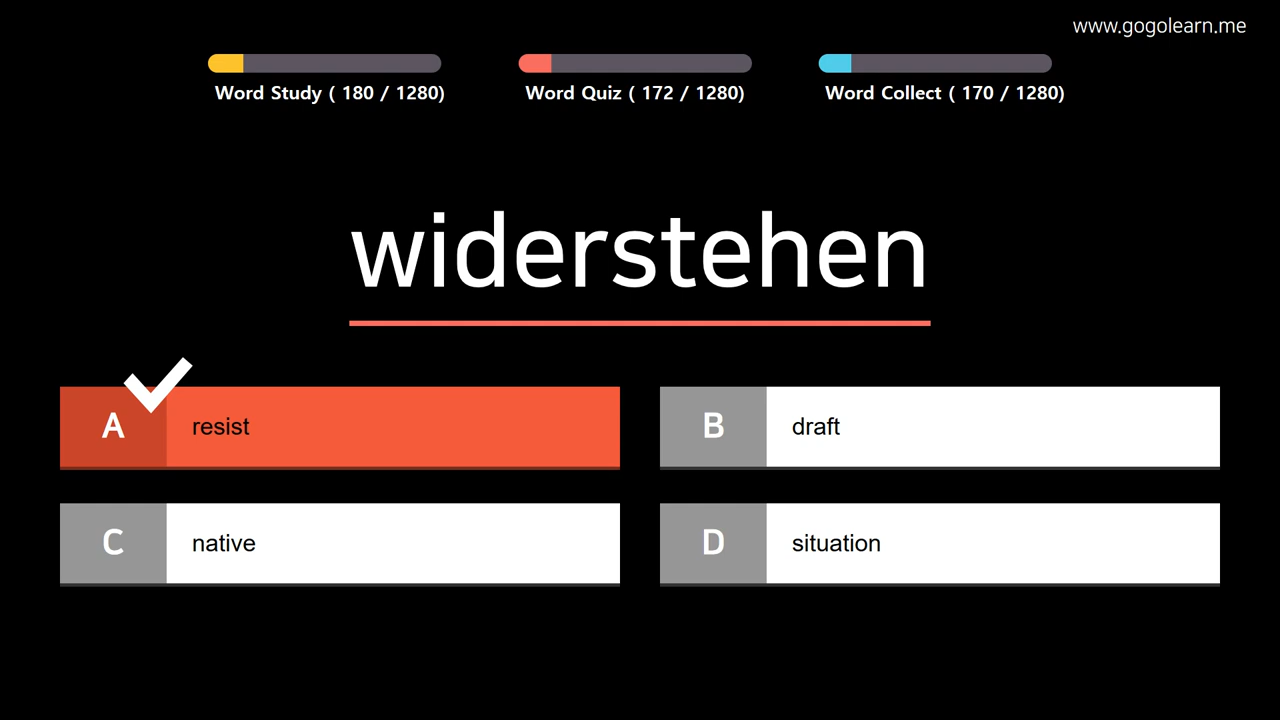 www.gogolearn.me
Word Study ( 180 / 1280)
Word Quiz ( 172 / 1280)
Word Collect ( 170 / 1280)
widerstehen
A resist
B draft
C native
D situation